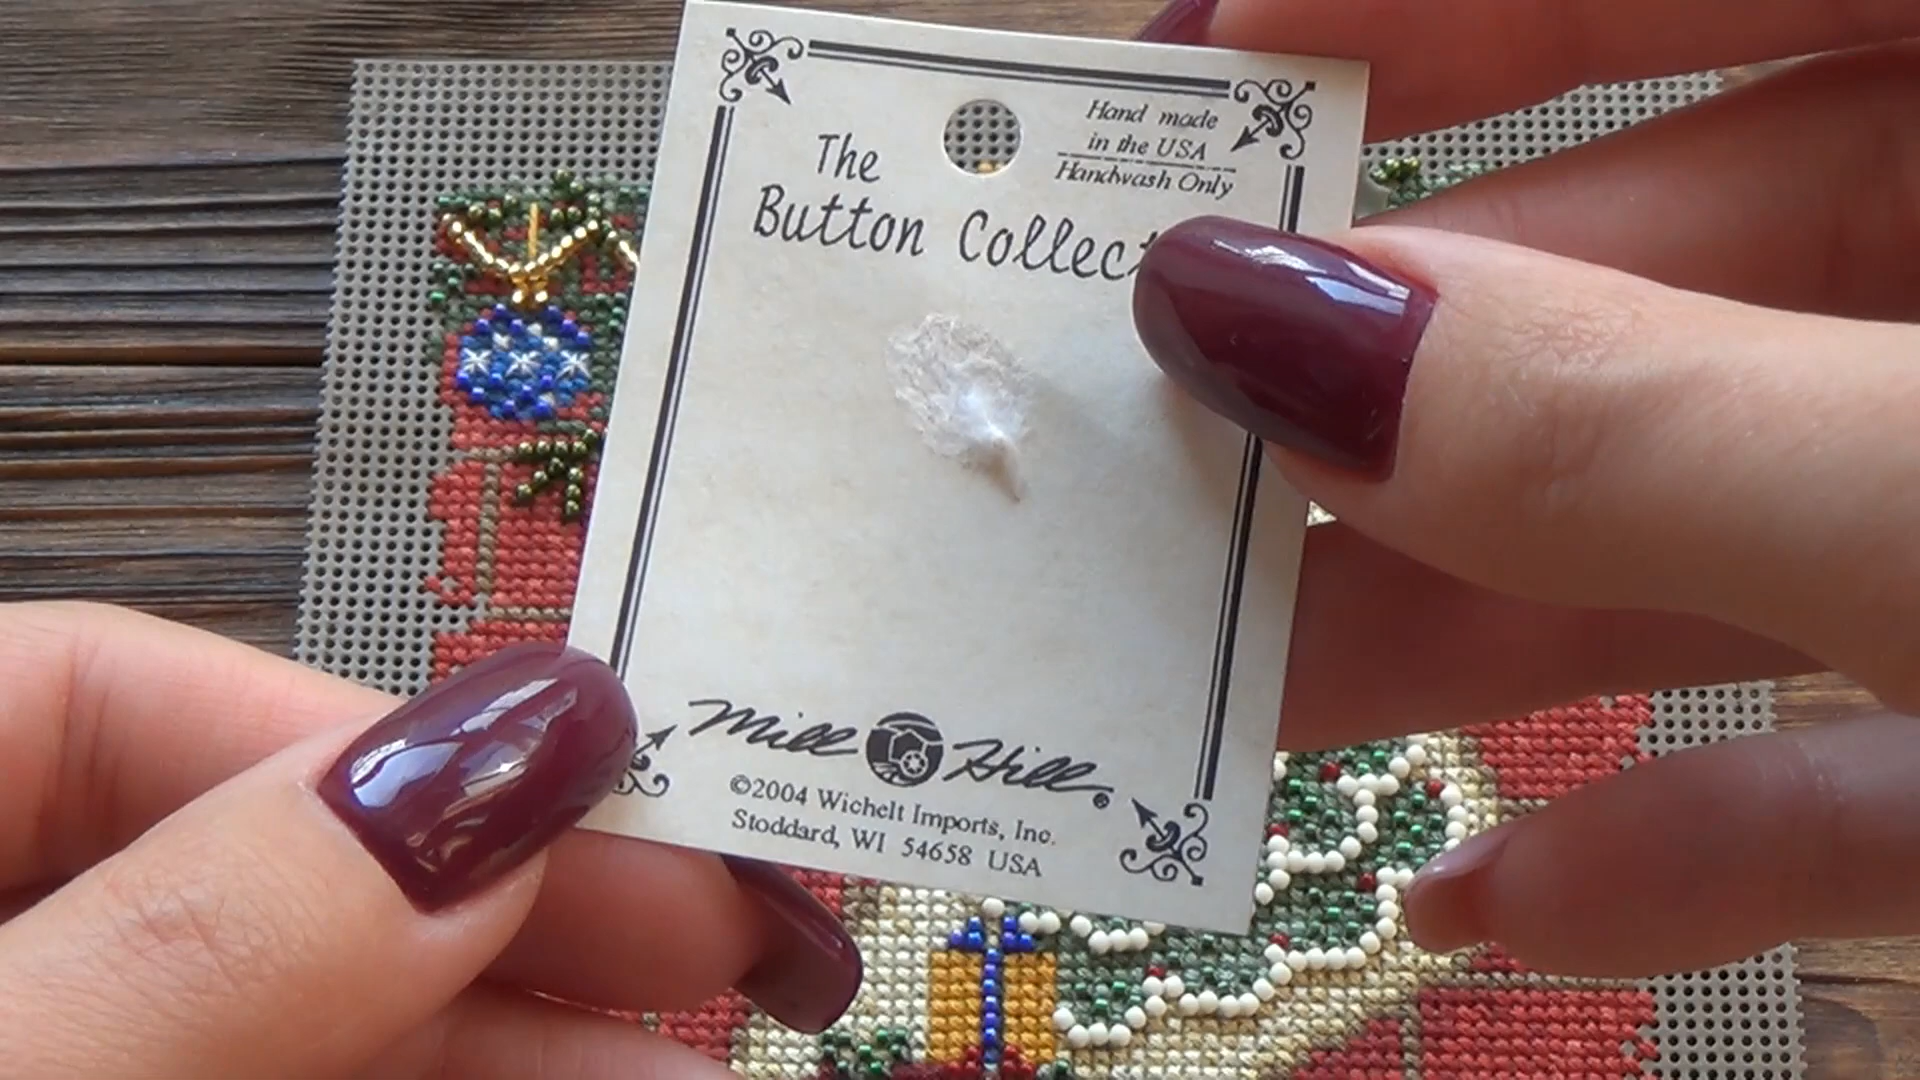 Hand made
in the USA
Handwash Only
The
Button Collect
Mill Hill®
©2004 Wichelt Imports, Inc.
Stoddard, WI 54658 USA